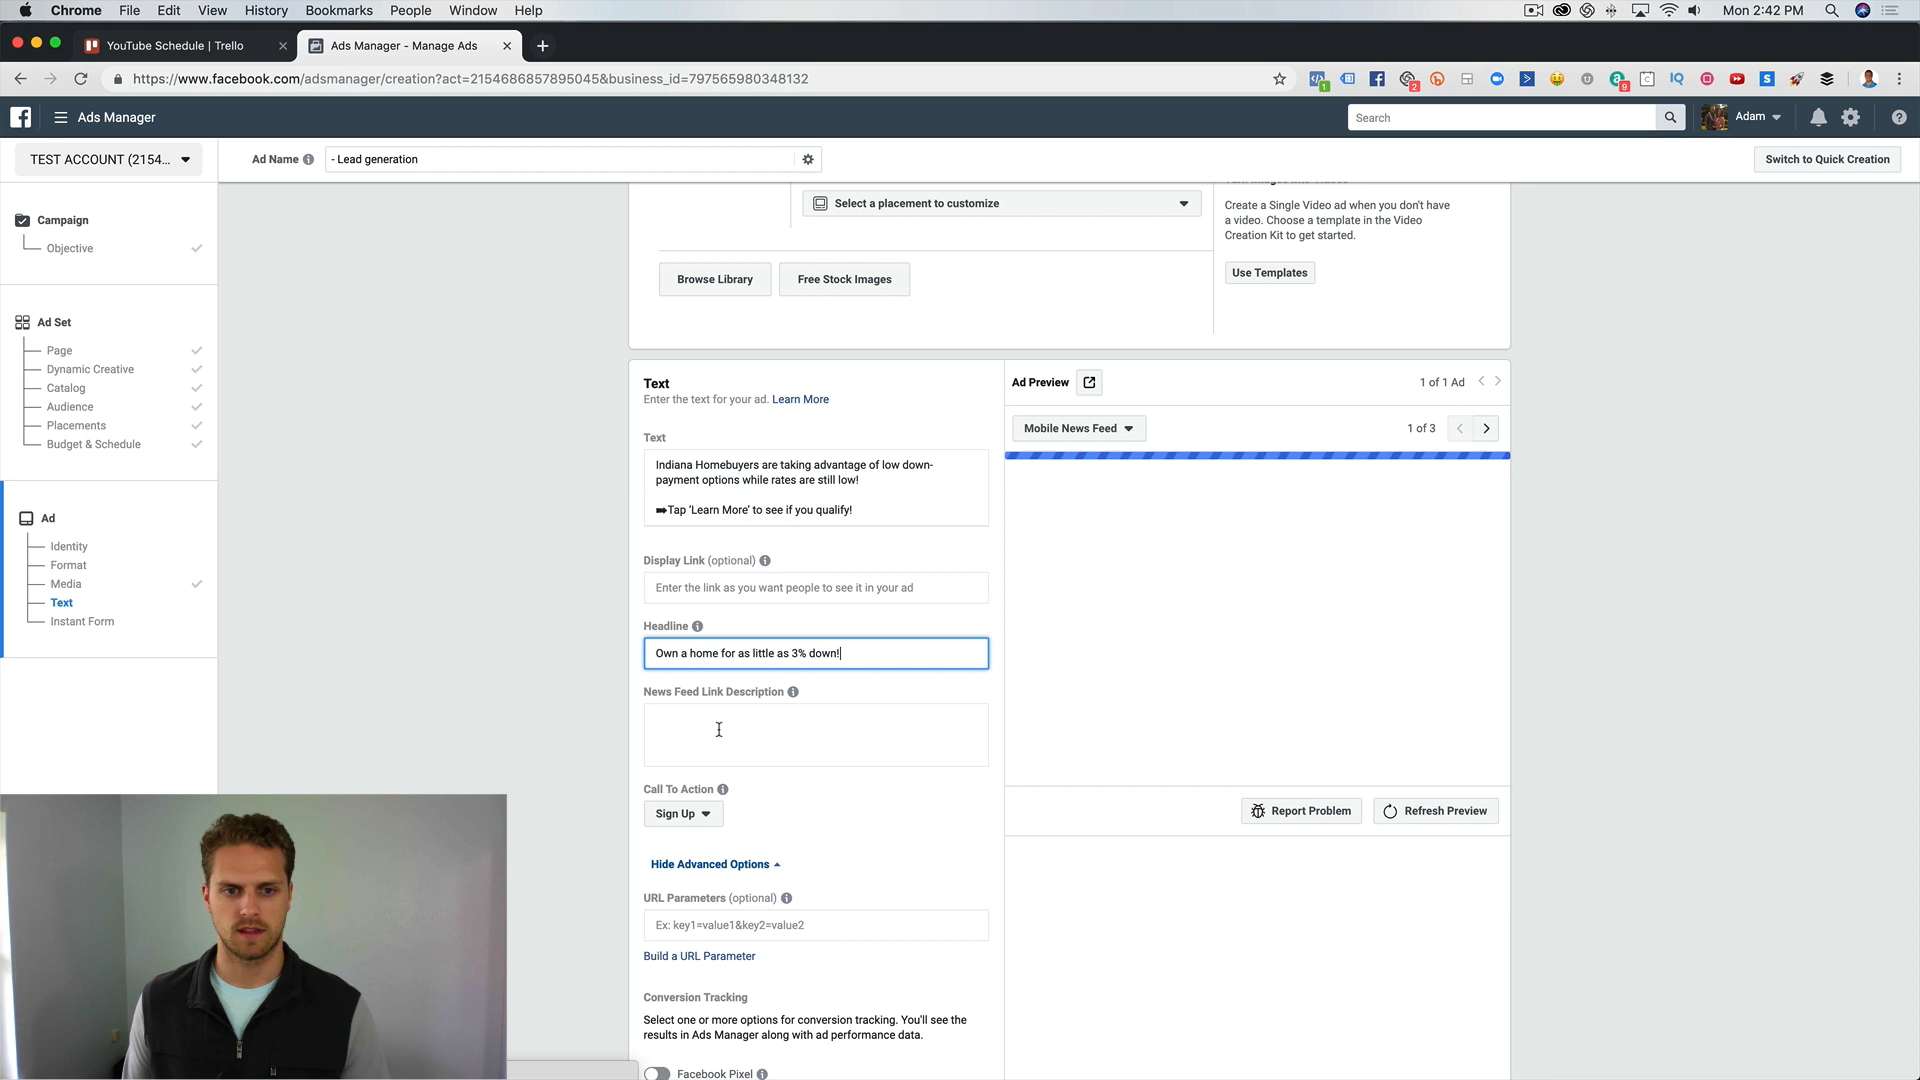 Chrome File Edit View History Bookmarks People Window Help
Mon 2:42 PM
YouTube Schedule | Trello
Ads Manager - Manage Ads
https://www.facebook.com/adsmanager/creation?act=2154686857895045&business_id=797565980348132
1
2
9
Ads Manager
Search
Adam
TEST ACCOUNT (2154...
Ad Name
- Lead generation
Switch to Quick Creation
Campaign
Objective
Ad Set
Page
Dynamic Creative
Catalog
Audience
Placements
Budget & Schedule
Ad
Identity
Format
Media
Text
Instant Form
Select a placement to customize
Browse Library
Free Stock Images
Create a Single Video ad when you don't have
a video. Choose a template in the Video
Creation Kit to get started.
Use Templates
Text
Enter the text for your ad. Learn More
Text
Indiana Homebuyers are taking advantage of low down-
payment options while rates are still low!
➡Tap ‘Learn More’ to see if you qualify!
Display Link (optional)
Enter the link as you want people to see it in your ad
Headline
Own a home for as little as 3% down!
News Feed Link Description
Call To Action
Sign Up
Hide Advanced Options
URL Parameters (optional)
Ex: key1=value1&key2=value2
Build a URL Parameter
Conversion Tracking
Select one or more options for conversion tracking. You'll see the
results in Ads Manager along with ad performance data.
Facebook Pixel
Ad Preview
1 of 1 Ad
Mobile News Feed
1 of 3
Report Problem
Refresh Preview